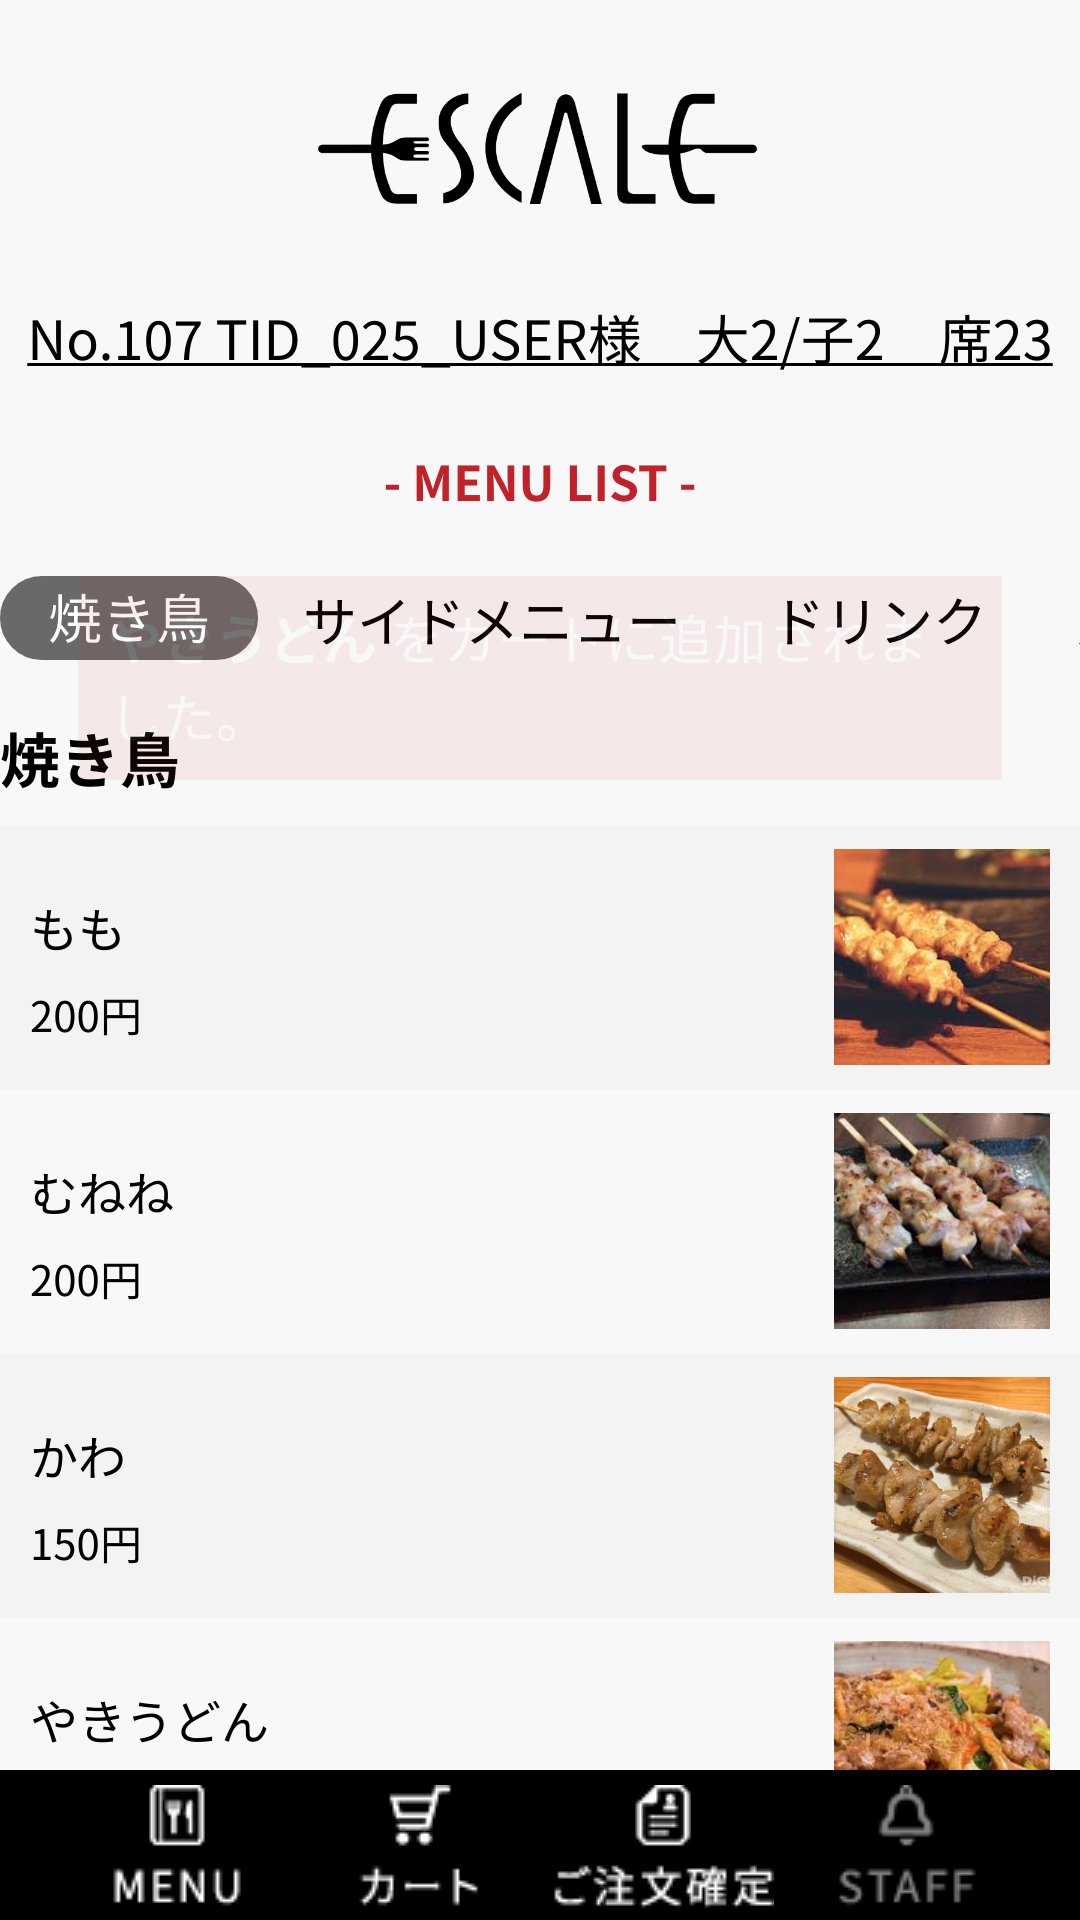 ESCALE
No.107 TID_025_USER様　大2/子2　席23
- MENU LIST -
焼き鳥　サイドメニュー　ドリンク
やきうどん をカートに追加されま
した。
焼き鳥
もも
200円
むねね
200円
かわ
150円
やきうどん
MENU　カート　ご注文確定　STAFF